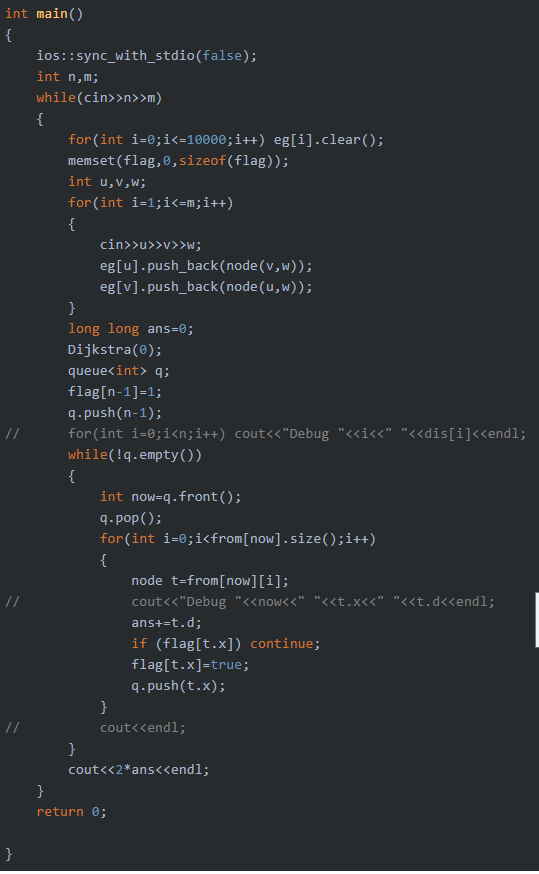 int main()
{
    ios::sync_with_stdio(false);
    int n,m;
    while(cin>>n>>m)
    {
        for(int i=0;i<=10000;i++) eg[i].clear();
        memset(flag,0,sizeof(flag));
        int u,v,w;
        for(int i=1;i<=m;i++)
        {
            cin>>u>>v>>w;
            eg[u].push_back(node(v,w));
            eg[v].push_back(node(u,w));
        }
        long long ans=0;
        Dijkstra(0);
        queue<int> q;
        flag[n-1]=1;
        q.push(n-1);
//      for(int i=0;i<n;i++) cout<<"Debug "<<i<<" "<<dis[i]<<endl;
        while(!q.empty())
        {
            int now=q.front();
            q.pop();
            for(int i=0;i<from[now].size();i++)
            {
                node t=from[now][i];
//              cout<<"Debug "<<now<<" "<<t.x<<" "<<t.d<<endl;
                ans+=t.d;
                if (flag[t.x]) continue;
                flag[t.x]=true;
                q.push(t.x);
            }
//          cout<<endl;
        }
        cout<<2*ans<<endl;
    }
    return 0;

}